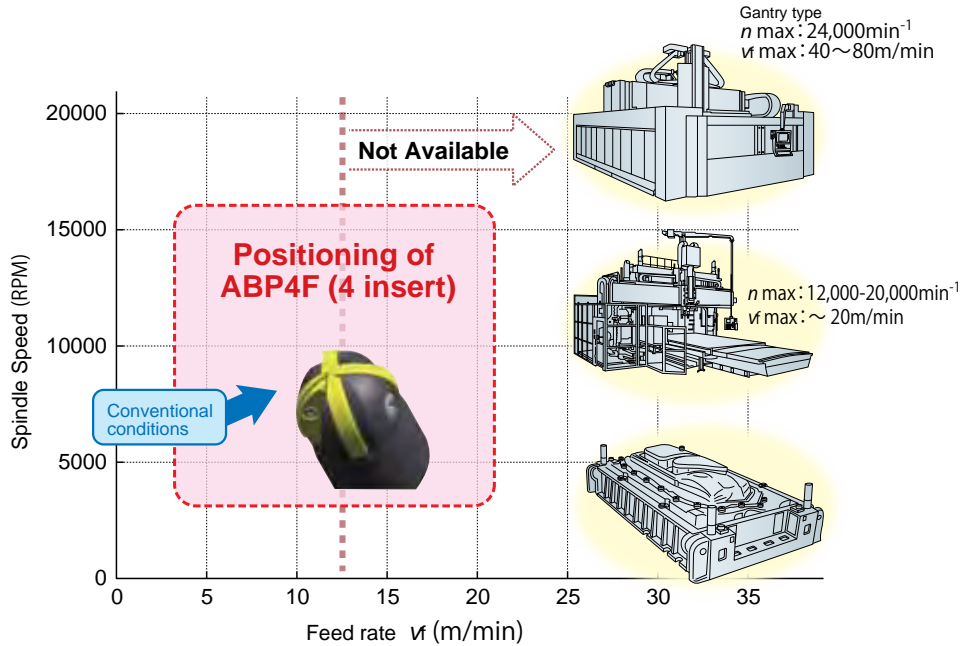 Gantry type
n max：24,000min-1
vf max：40～80m/min
20000
Not Available
15000
Positioning of
ABP4F (4 insert)
n max：12,000-20,000min-1
vf max：～ 20m/min
Spindle Speed (RPM)
10000
Conventional
conditions
5000
0
0 5 10 15 20 25 30 35
Feed rate vf (m/min)